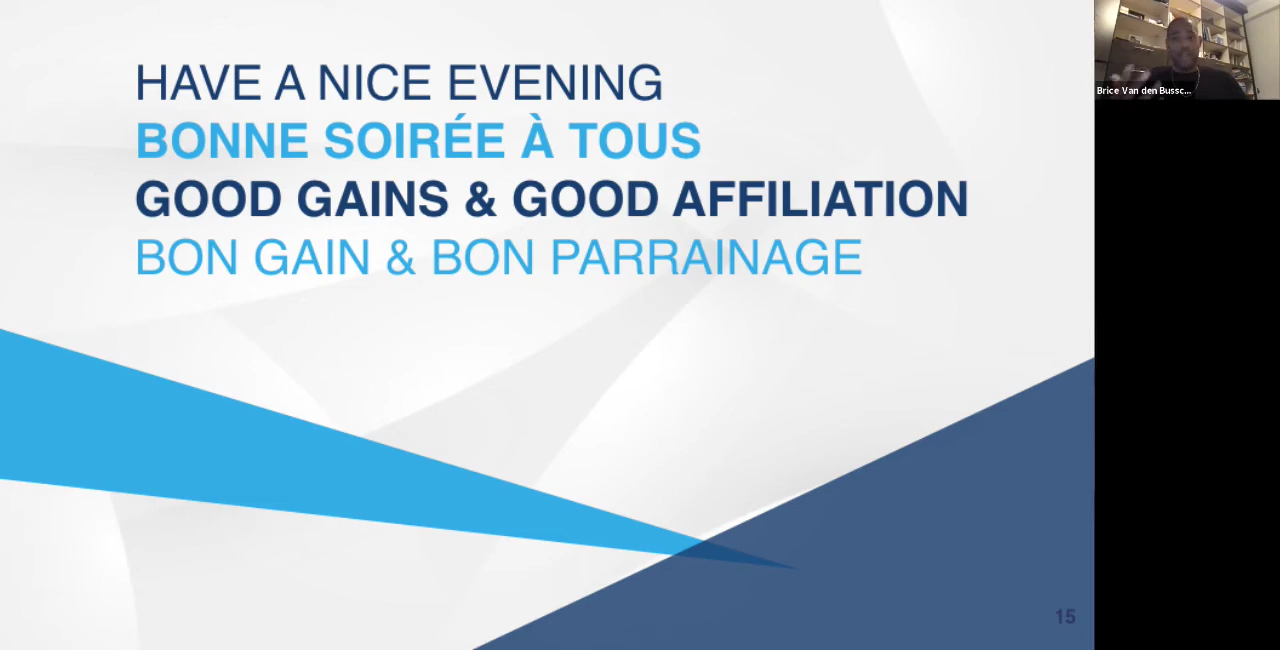 HAVE A NICE EVENING
BONNE SOIRÉE À TOUS
GOOD GAINS & GOOD AFFILIATION
BON GAIN & BON PARRAINAGE
Brice Van den Bussc...
15